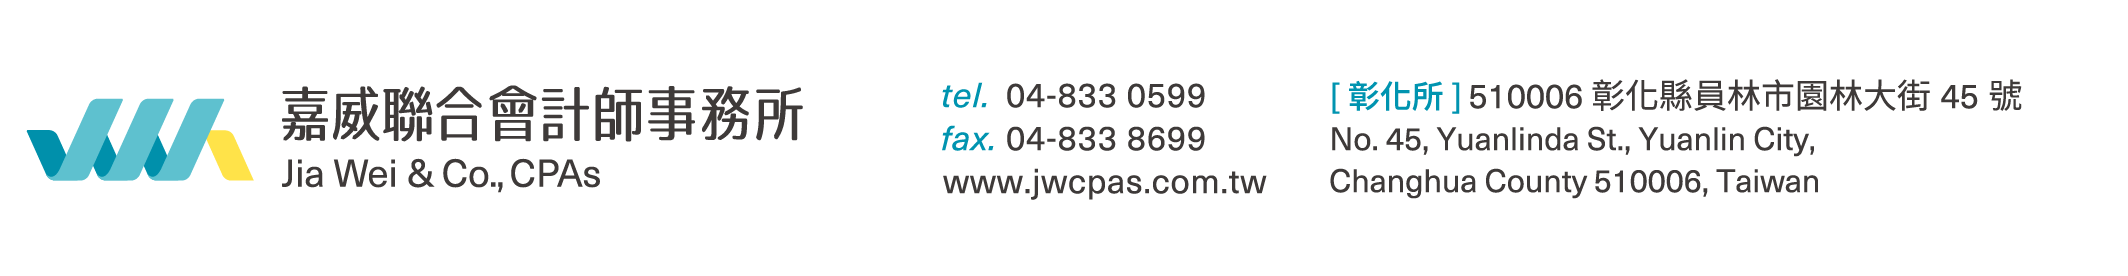 嘉威聯合會計師事務所
Jia Wei & Co., CPAs
tel. 04-833 0599
fax. 04-833 8699
www.jwcpas.com.tw
[ 彰化所 ] 510006 彰化縣員林市園林大街 45 號
No. 45, Yuanlinda St., Yuanlin City,
Changhua County 510006, Taiwan